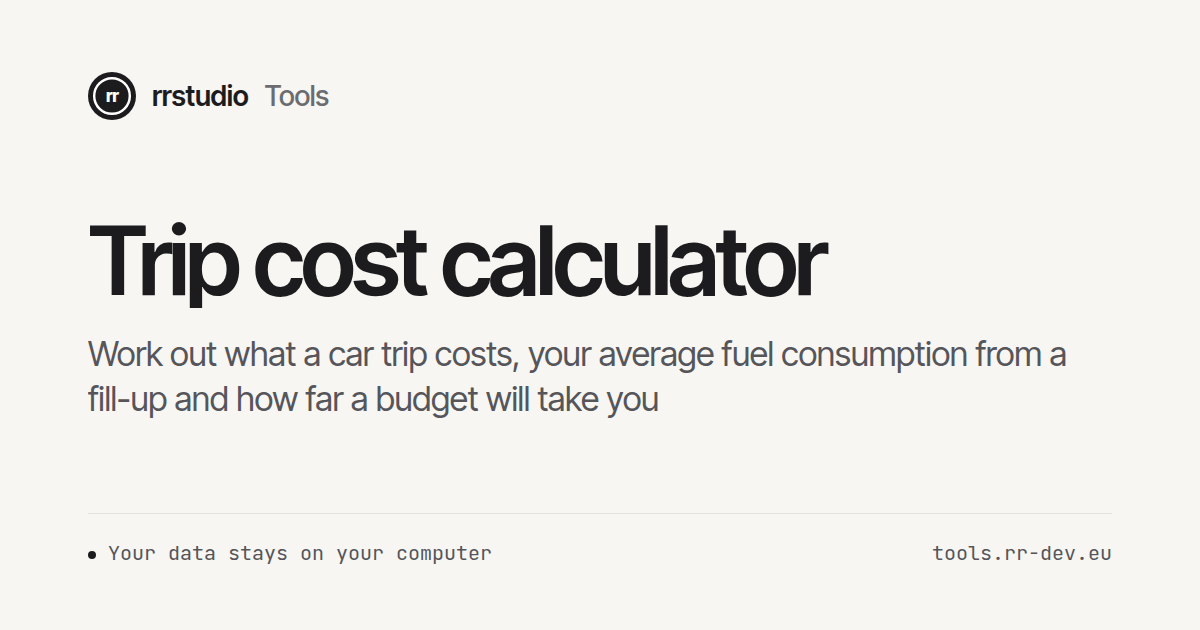 rr rrstudio Tools
Trip cost calculator
Work out what a car trip costs, your average fuel consumption from a
fill-up and how far a budget will take you
Your data stays on your computer
tools.rr-dev.eu